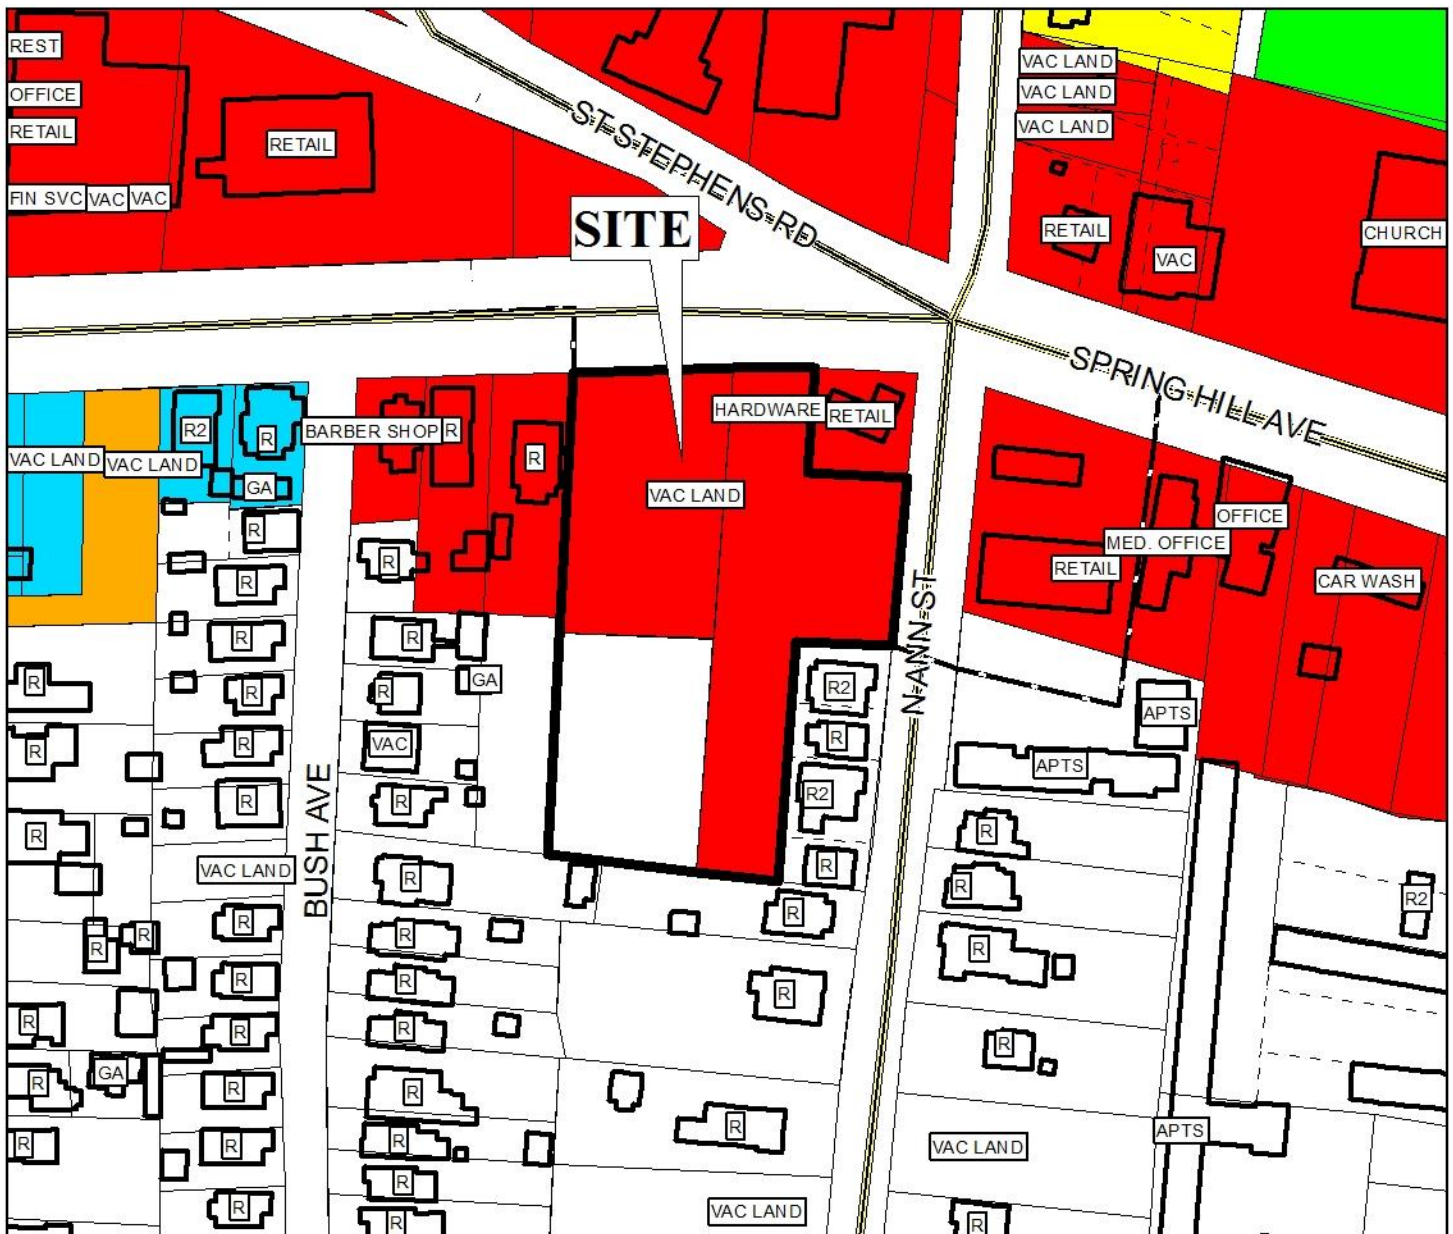 REST
OFFICE
RETAIL
FIN SVC
VAC
VAC
RETAIL
ST STEPHENS RD
SITE
VAC LAND
VAC LAND
VAC LAND
RETAIL
VAC
CHURCH
SPRING HILL AVE
R2
R
BARBER SHOP
R
HARDWARE
RETAIL
VAC LAND
VAC LAND
R
GA
VAC LAND
OFFICE
MED. OFFICE
RETAIL
CAR WASH
R
R
R
R
R
N ANN ST
R
R
R
GA
R2
APTS
R
R
VAC
R
APTS
R
R
R2
BUSH AVE
R
R
VAC LAND
R
R
R
R
R2
R
R
R
R
R
R
R
R
R
R
R
R
R
R
GA
R
R
R
R
R
R
R
APTS
VAC LAND
R
R
VAC LAND
R
R